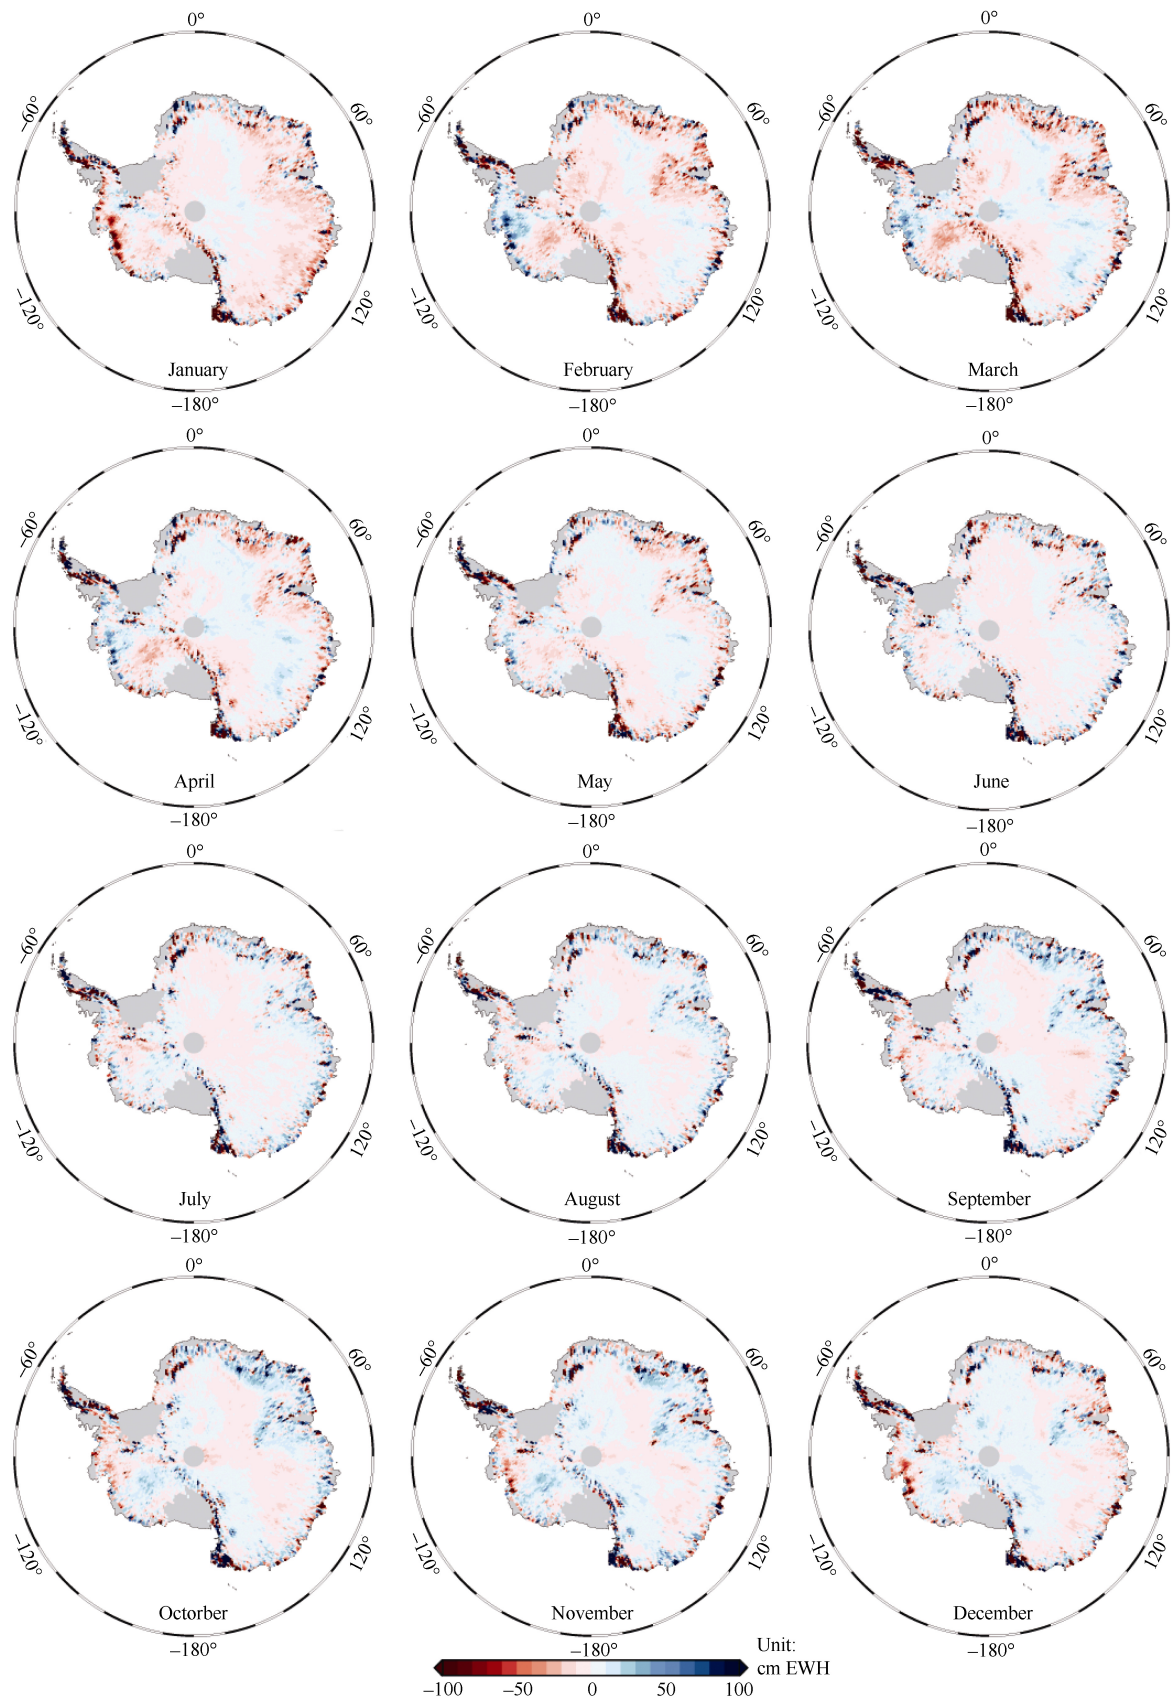 0° 0° 0°
–60° 60° –60° 60° –60° 60°
–120° 120° –120° 120° –120° 120°
January February March
–180° –180° –180°
0° 0° 0°
–60° 60° –60° 60° –60° 60°
–120° 120° –120° 120° –120° 120°
April May June
–180° –180° –180°
0° 0° 0°
–60° 60° –60° 60° –60° 60°
–120° 120° –120° 120° –120° 120°
July August September
–180° –180° –180°
0° 0° 0°
–60° 60° –60° 60° –60° 60°
–120° 120° –120° 120° –120° 120°
Octorber November December
–180° –180° –180°
Unit:
cm EWH
–100 –50 0 50 100